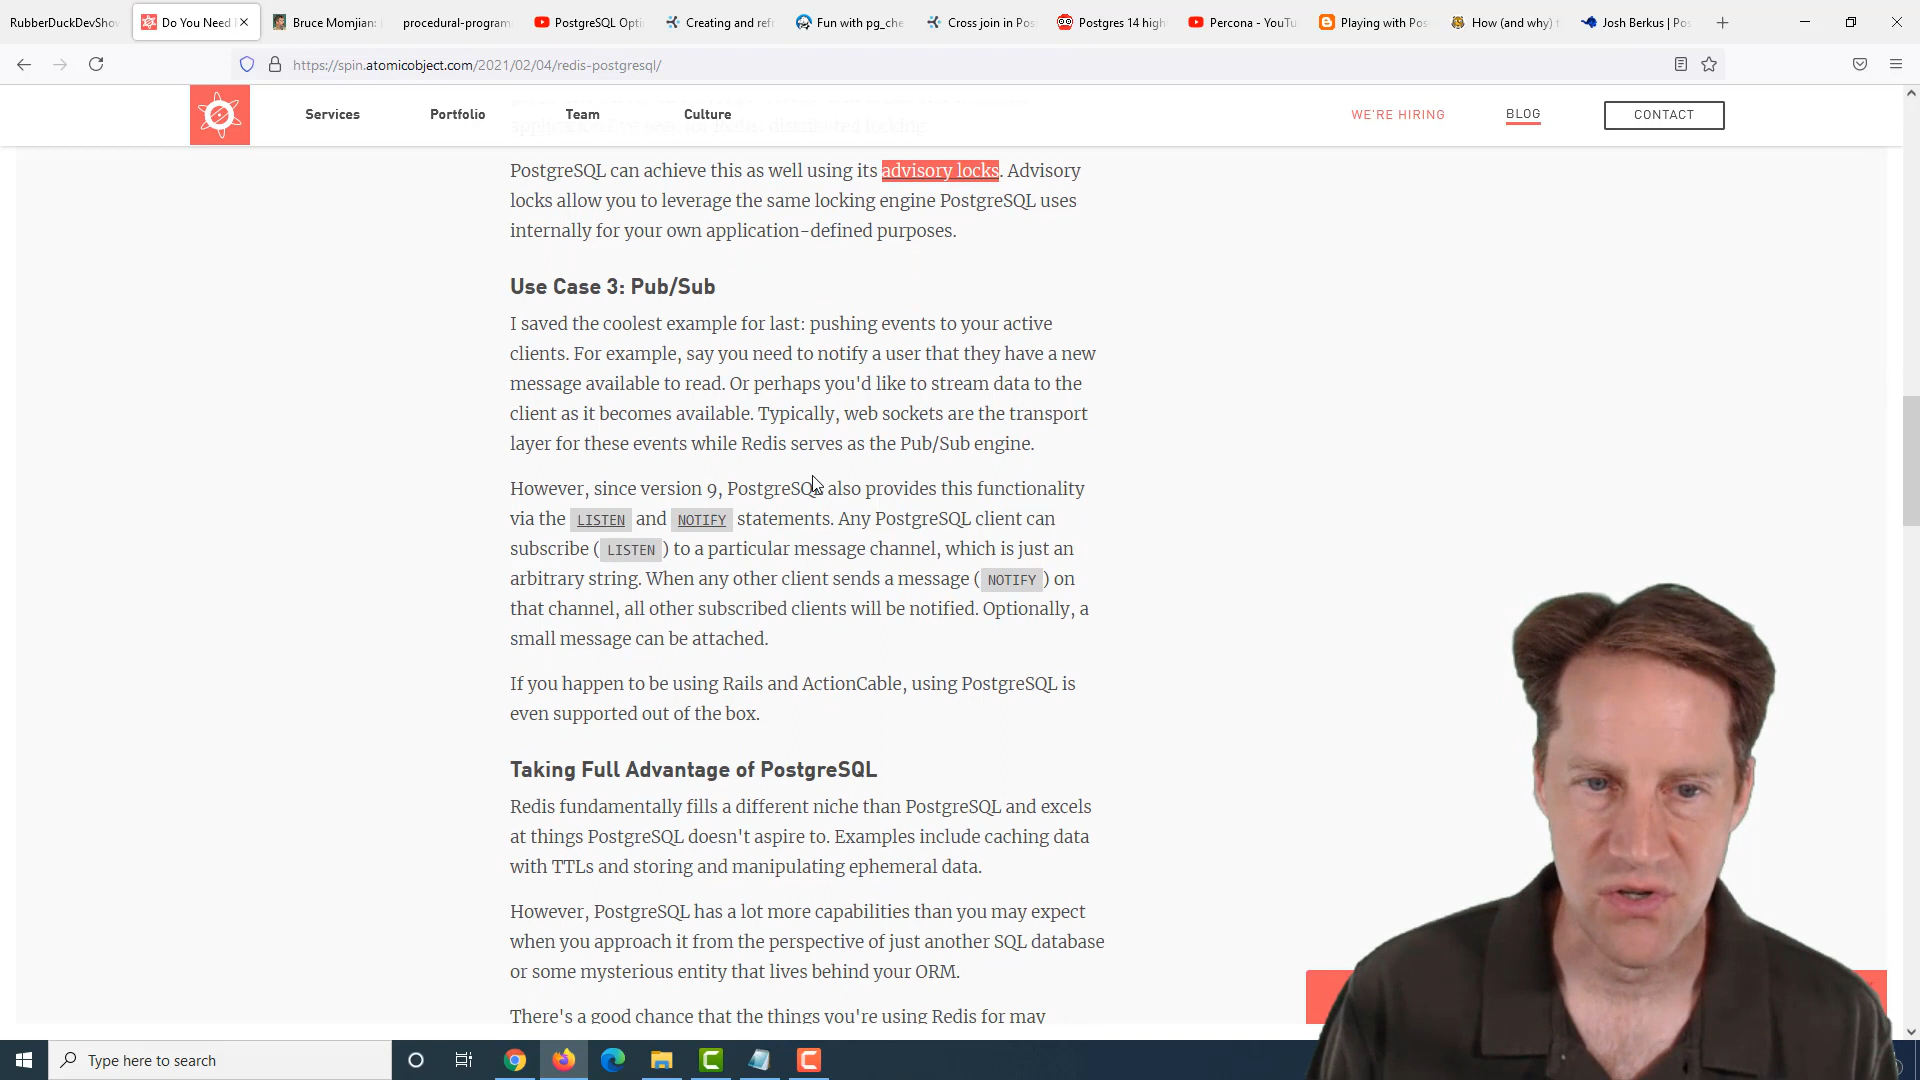 RubberDuckDevSho
Do You Need
Bruce Momjian:
procedural-program
PostgreSQL Opti
Creating and ref
Fun with pg_che
Cross join in Pos
Postgres 14 high
Percona - YouTu
Playing with Pos
How (and why)
Josh Berkus | Pos
https://spin.atomicobject.com/2021/02/04/redis-postgresql/
Services
Portfolio
Team
Culture
WE'RE HIRING
BLOG
CONTACT
PostgreSQL can achieve this as well using its advisory locks. Advisory
locks allow you to leverage the same locking engine PostgreSQL uses
internally for your own application-defined purposes.
Use Case 3: Pub/Sub
I saved the coolest example for last: pushing events to your active
clients. For example, say you need to notify a user that they have a new
message available to read. Or perhaps you'd like to stream data to the
client as it becomes available. Typically, web sockets are the transport
layer for these events while Redis serves as the Pub/Sub engine.
However, since version 9, PostgreSQL also provides this functionality
via the LISTEN and NOTIFY statements. Any PostgreSQL client can
subscribe ( LISTEN ) to a particular message channel, which is just an
arbitrary string. When any other client sends a message ( NOTIFY ) on
that channel, all other subscribed clients will be notified. Optionally, a
small message can be attached.
If you happen to be using Rails and ActionCable, using PostgreSQL is
even supported out of the box.
Taking Full Advantage of PostgreSQL
Redis fundamentally fills a different niche than PostgreSQL and excels
at things PostgreSQL doesn't aspire to. Examples include caching data
with TTLs and storing and manipulating ephemeral data.
However, PostgreSQL has a lot more capabilities than you may expect
when you approach it from the perspective of just another SQL database
or some mysterious entity that lives behind your ORM.
There's a good chance that the things you're using Redis for may
Type here to search